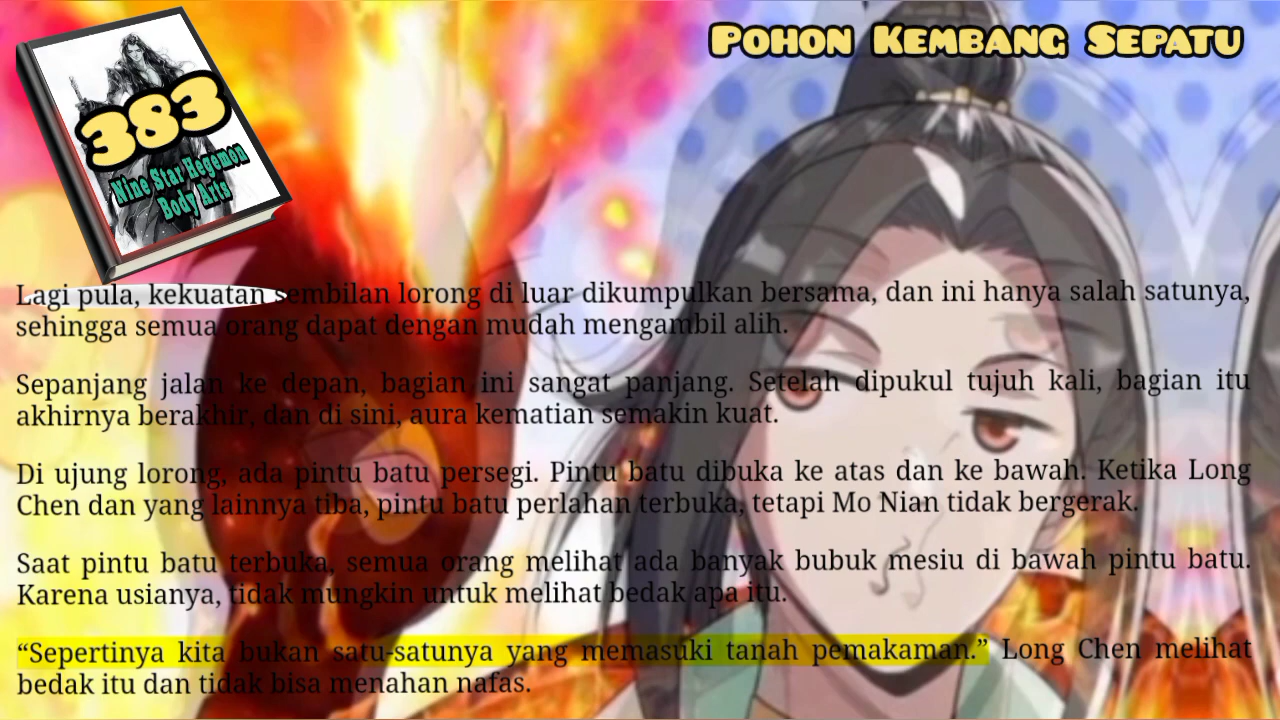 Pohon Kembang Sepatu
383
Nine Star Hegemon
Body Arts
Lagi pula, kekuatan sembilan lorong di luar dikumpulkan bersama, dan ini hanya salah satunya,
sehingga semua orang dapat dengan mudah mengambil alih.
Sepanjang jalan ke depan, bagian ini sangat panjang. Setelah dipukul tujuh kali, bagian itu
akhirnya berakhir, dan di sini, aura kematian semakin kuat.
Di ujung lorong, ada pintu batu persegi. Pintu batu dibuka ke atas dan ke bawah. Ketika Long
Chen dan yang lainnya tiba, pintu batu perlahan terbuka, tetapi Mo Nian tidak bergerak.
Saat pintu batu terbuka, semua orang melihat ada banyak bubuk mesiu di bawah pintu batu.
Karena usianya, tidak mungkin untuk melihat bedak apa itu.
“Sepertinya kita bukan satu-satunya yang memasuki tanah pemakaman.” Long Chen melihat
bedak itu dan tidak bisa menahan nafas.